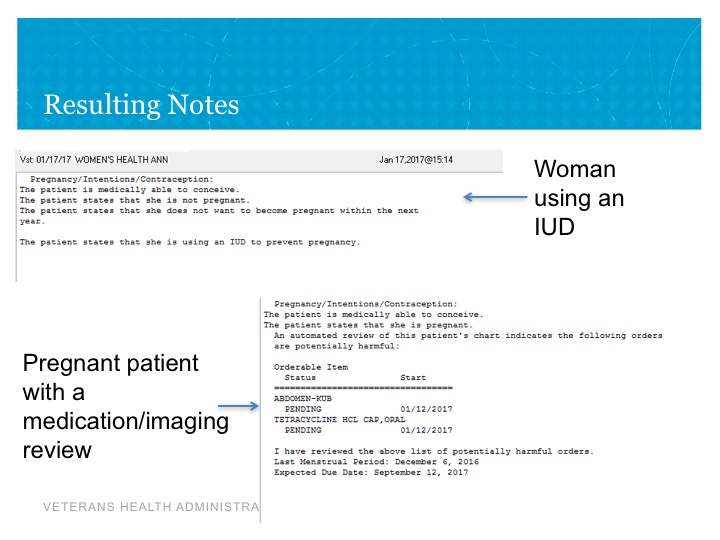 Resulting Notes
Vst: 01/17/17 WOMEN'S HEALTH ANN Jan 17,2017@15:14
Pregnancy/Intentions/Contraception:
The patient is medically able to conceive.
The patient states that she is not pregnant.
The patient states that she does not want to become pregnant within the next
year.
The patient states that she is using an IUD to prevent pregnancy.
Woman
using an
IUD
Pregnant patient
with a
medication/imaging
review
Pregnancy/Intentions/Contraception:
The patient is medically able to conceive.
The patient states that she is pregnant.
An automated review of this patient's chart indicates the following orders
are potentially harmful:
Orderable Item
Status Start
==================================
ABDOMEN-KUB
PENDING 01/12/2017
TETRACYCLINE HCL CAP,ORAL
PENDING 01/12/2017
I have reviewed the above list of potentially harmful orders.
Last Menstrual Period: December 6, 2016
Expected Due Date: September 12, 2017
VETERANS HEALTH ADMINISTRA